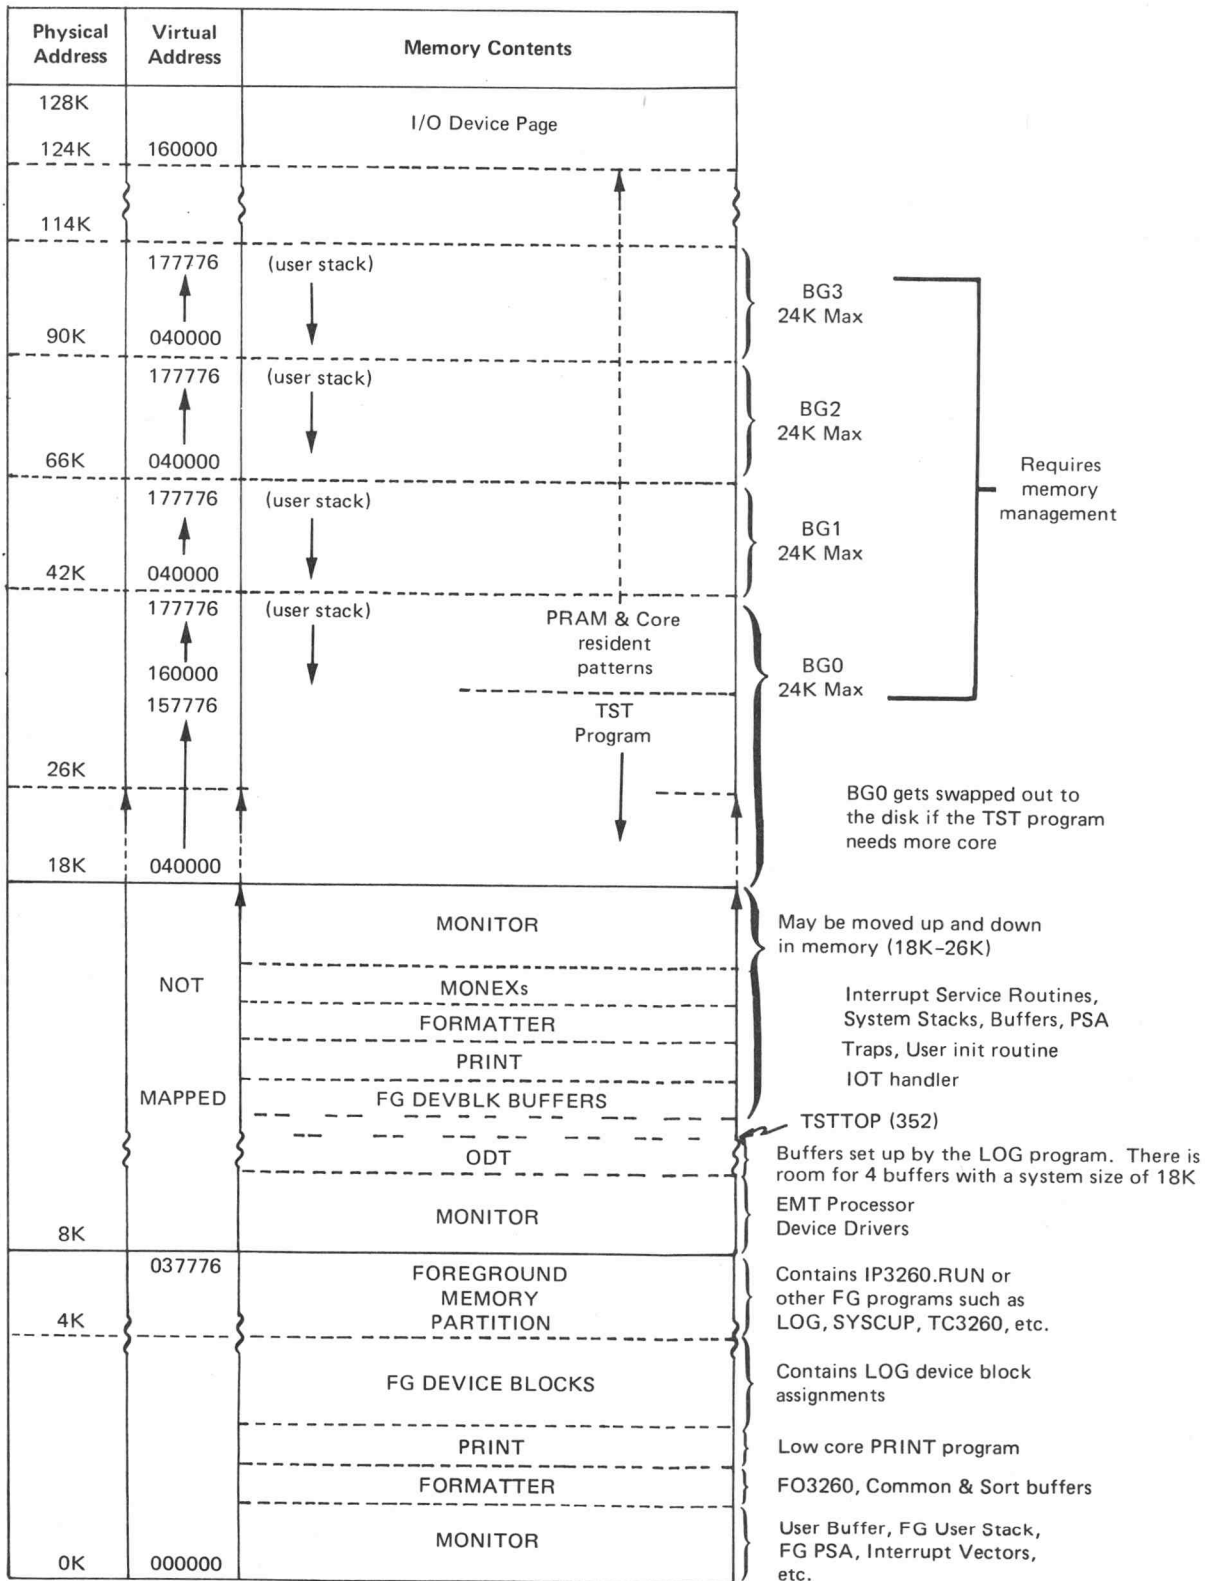 Physical Address
Virtual Address
Memory Contents
128K
I/O Device Page
124K 160000
114K
177776 (user stack)
BG3
24K Max
90K 040000
177776 (user stack)
BG2
24K Max
66K 040000
Requires
memory
management
177776 (user stack)
BG1
24K Max
42K 040000
177776 (user stack)
PRAM & Core
resident
patterns
BG0
24K Max
160000
157776
TST
Program
26K
BG0 gets swapped out to
the disk if the TST program
needs more core
18K 040000
MONITOR
May be moved up and down
in memory (18K-26K)
NOT
MONEXs
Interrupt Service Routines,
System Stacks, Buffers, PSA
FORMATTER
Traps, User init routine
PRINT
IOT handler
MAPPED
FG DEVBLK BUFFERS
TSTTOP (352)
ODT
Buffers set up by the LOG program. There is
room for 4 buffers with a system size of 18K
MONITOR
EMT Processor
Device Drivers
8K
037776
FOREGROUND
MEMORY
PARTITION
Contains IP3260.RUN or
other FG programs such as
LOG, SYSCUP, TC3260, etc.
4K
FG DEVICE BLOCKS
Contains LOG device block
assignments
PRINT
Low core PRINT program
FORMATTER
FO3260, Common & Sort buffers
MONITOR
User Buffer, FG User Stack,
FG PSA, Interrupt Vectors,
etc.
0K 000000